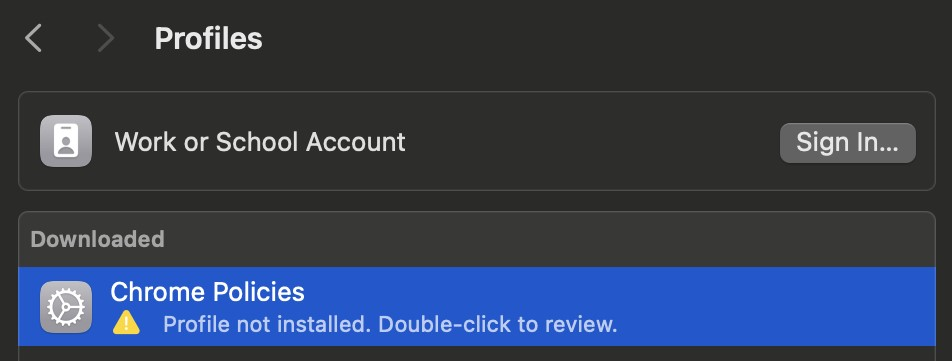 Profiles
Work or School Account
Sign In...
Downloaded
Chrome Policies
Profile not installed. Double-click to review.